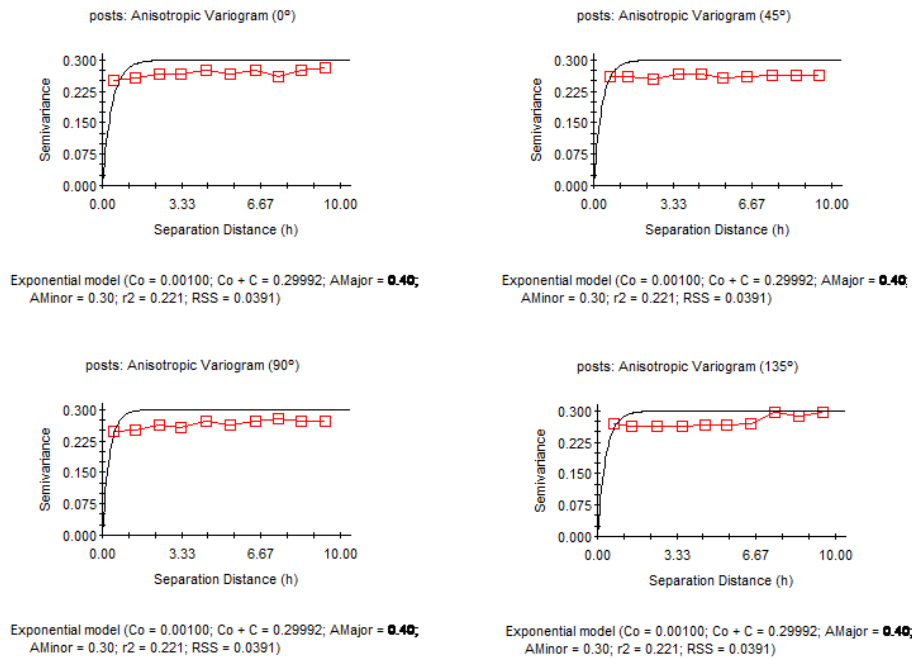 posts: Anisotropic Variogram (0º)
0.300
0.225
0.150
0.075
0.000
Semivariance
0.00 3.33 6.67 10.00
Separation Distance (h)
Exponential model (Co = 0.00100; Co + C = 0.29992; AMajor = 0.40;
AMinor = 0.30; r2 = 0.221; RSS = 0.0391)
posts: Anisotropic Variogram (45º)
0.300
0.225
0.150
0.075
0.000
Semivariance
0.00 3.33 6.67 10.00
Separation Distance (h)
Exponential model (Co = 0.00100; Co + C = 0.29992; AMajor = 0.40;
AMinor = 0.30; r2 = 0.221; RSS = 0.0391)
posts: Anisotropic Variogram (90º)
0.300
0.225
0.150
0.075
0.000
Semivariance
0.00 3.33 6.67 10.00
Separation Distance (h)
Exponential model (Co = 0.00100; Co + C = 0.29992; AMajor = 0.40;
AMinor = 0.30; r2 = 0.221; RSS = 0.0391)
posts: Anisotropic Variogram (135º)
0.300
0.225
0.150
0.075
0.000
Semivariance
0.00 3.33 6.67 10.00
Separation Distance (h)
Exponential model (Co = 0.00100; Co + C = 0.29992; AMajor = 0.40;
AMinor = 0.30; r2 = 0.221; RSS = 0.0391)